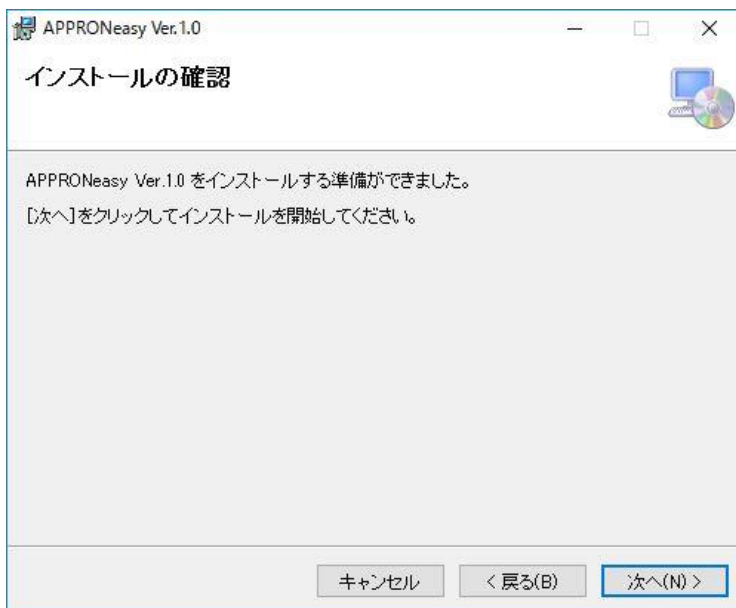 APPRONeasy Ver.1.0
インストールの確認
APPRONeasy Ver.1.0 をインストールする準備ができました。
[次へ]をクリックしてインストールを開始してください。
キャンセル
< 戻る(B)
次へ(N) >